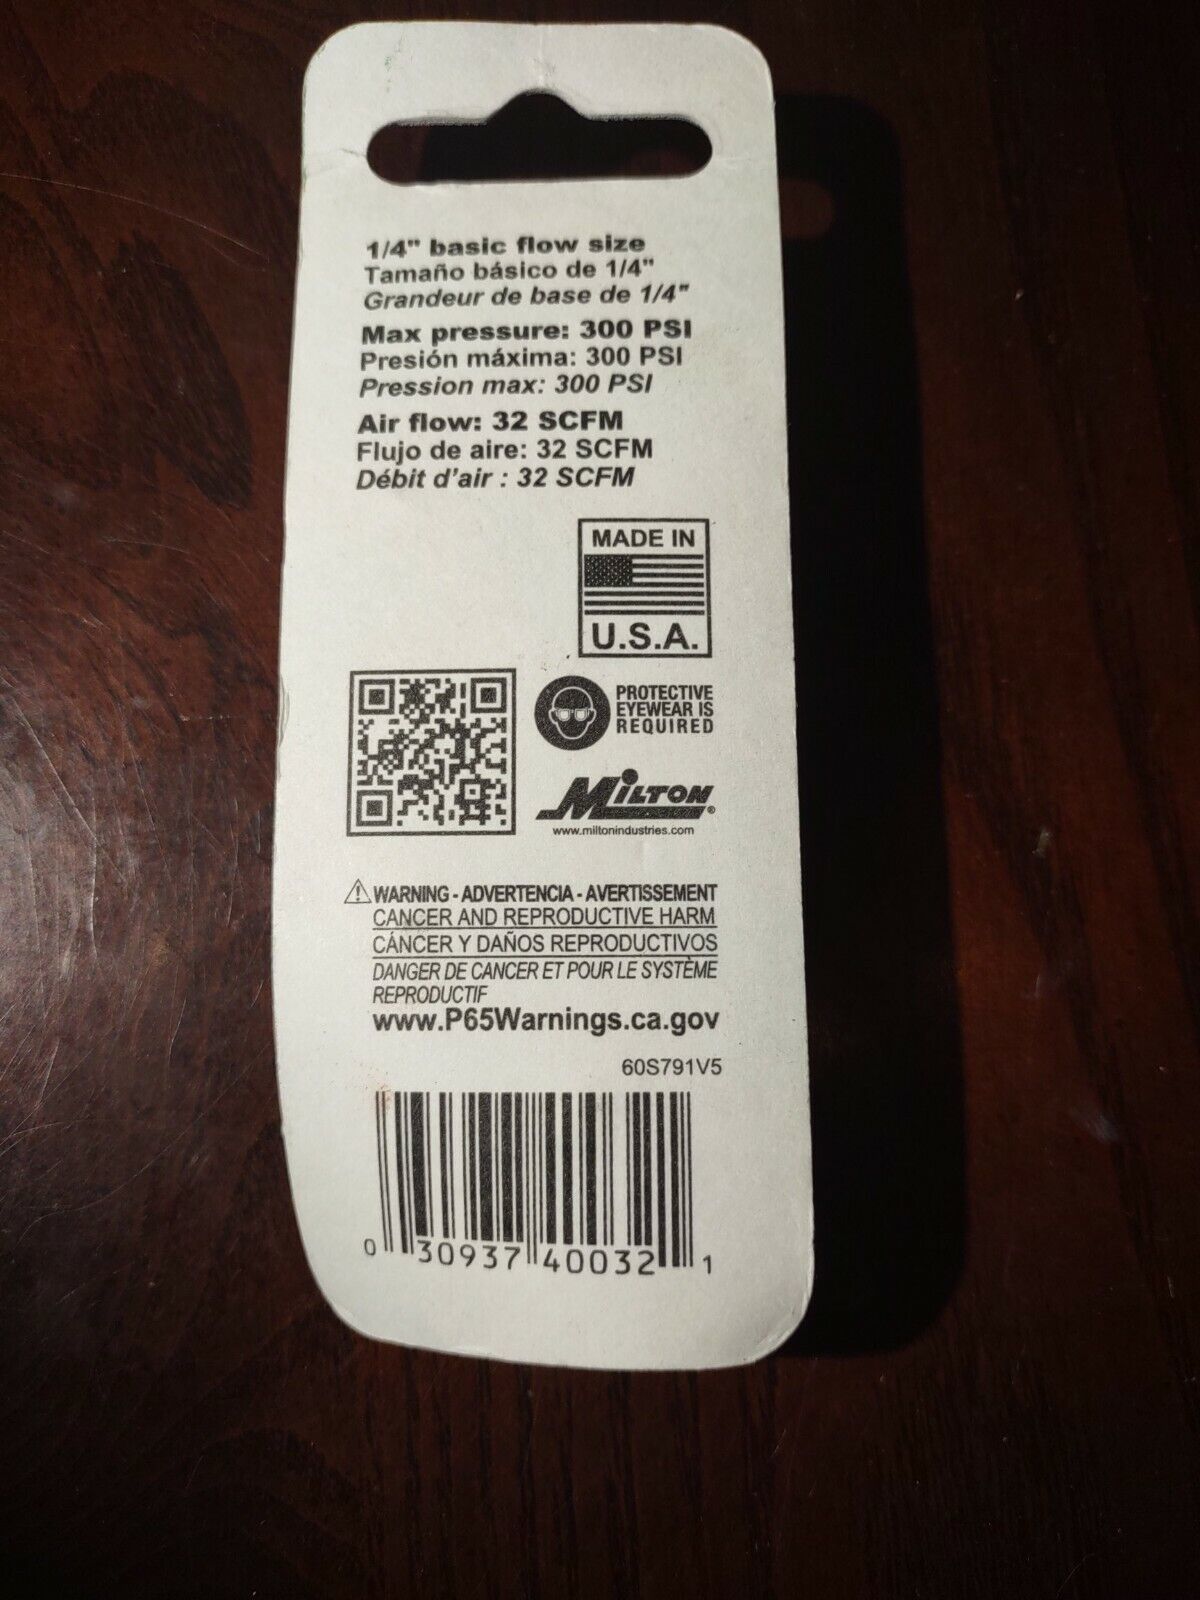 1/4" basic flow size
Tamaño básico de 1/4"
Grandeur de base de 1/4"
Max pressure: 300 PSI
Presión máxima: 300 PSI
Pression max: 300 PSI
Air flow: 32 SCFM
Flujo de aire: 32 SCFM
Débit d'air : 32 SCFM
MADE IN
U.S.A.
PROTECTIVE
EYEWEAR IS
REQUIRED
MILTON®
www.miltonindustries.com
⚠WARNING - ADVERTENCIA - AVERTISSEMENT
CANCER AND REPRODUCTIVE HARM
CÁNCER Y DAÑOS REPRODUCTIVOS
DANGER DE CANCER ET POUR LE SYSTÈME
REPRODUCTIF
www.P65Warnings.ca.gov
60S791V5
0 30937 40032 1